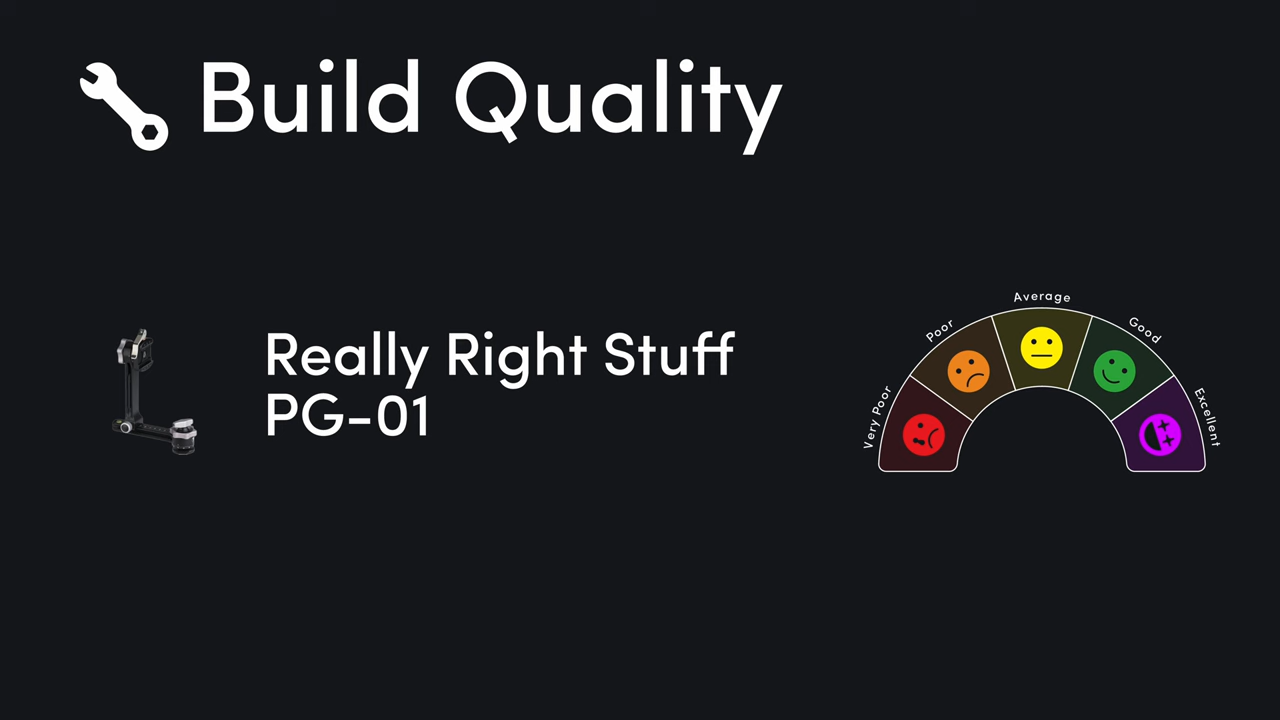 Build Quality
Really Right Stuff
PG-01
Very Poor
Poor
Average
Good
Excellent